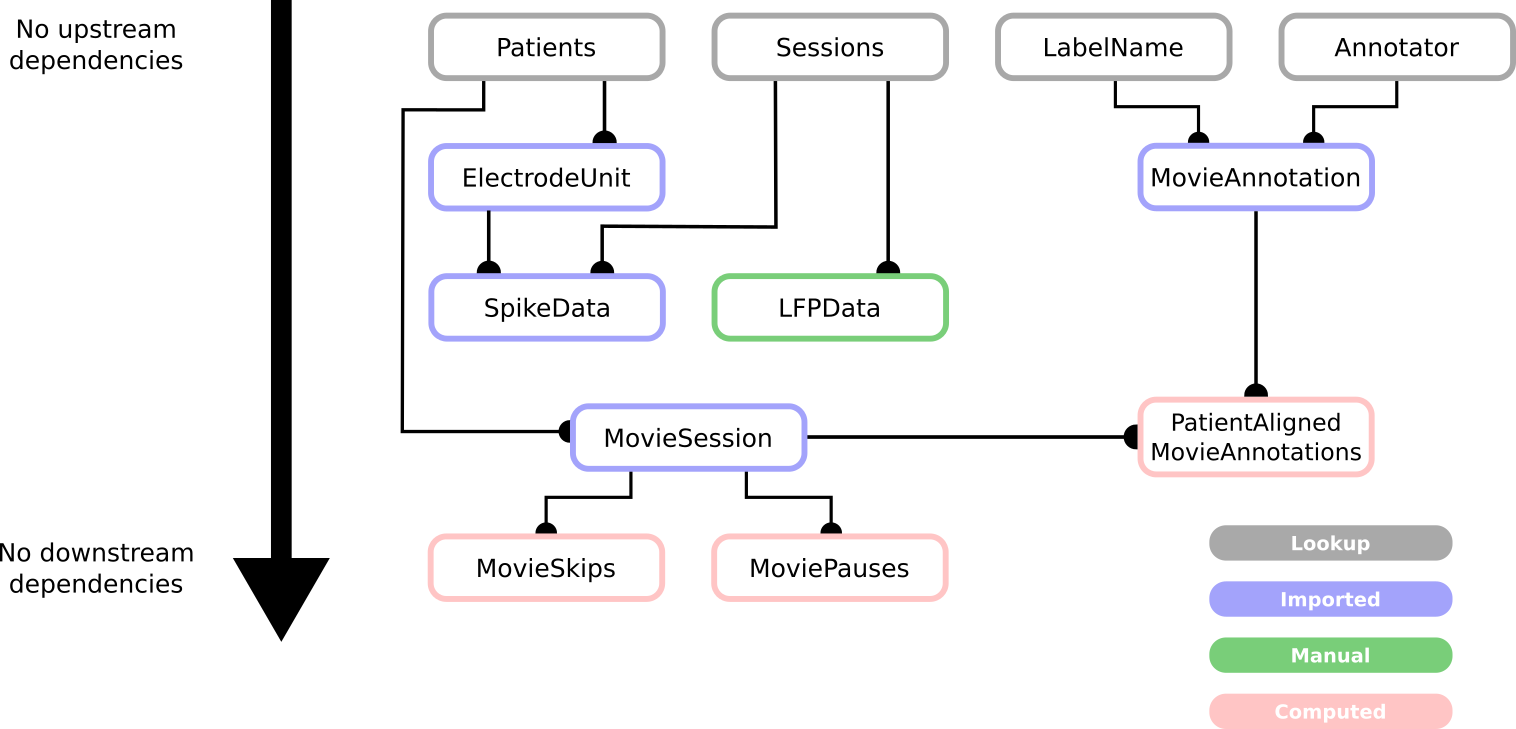 No upstream
dependencies
Patients
Sessions
LabelName
Annotator
ElectrodeUnit
MovieAnnotation
SpikeData
LFPData
MovieSession
PatientAligned
MovieAnnotations
No downstream
dependencies
MovieSkips
MoviePauses
Lookup
Imported
Manual
Computed